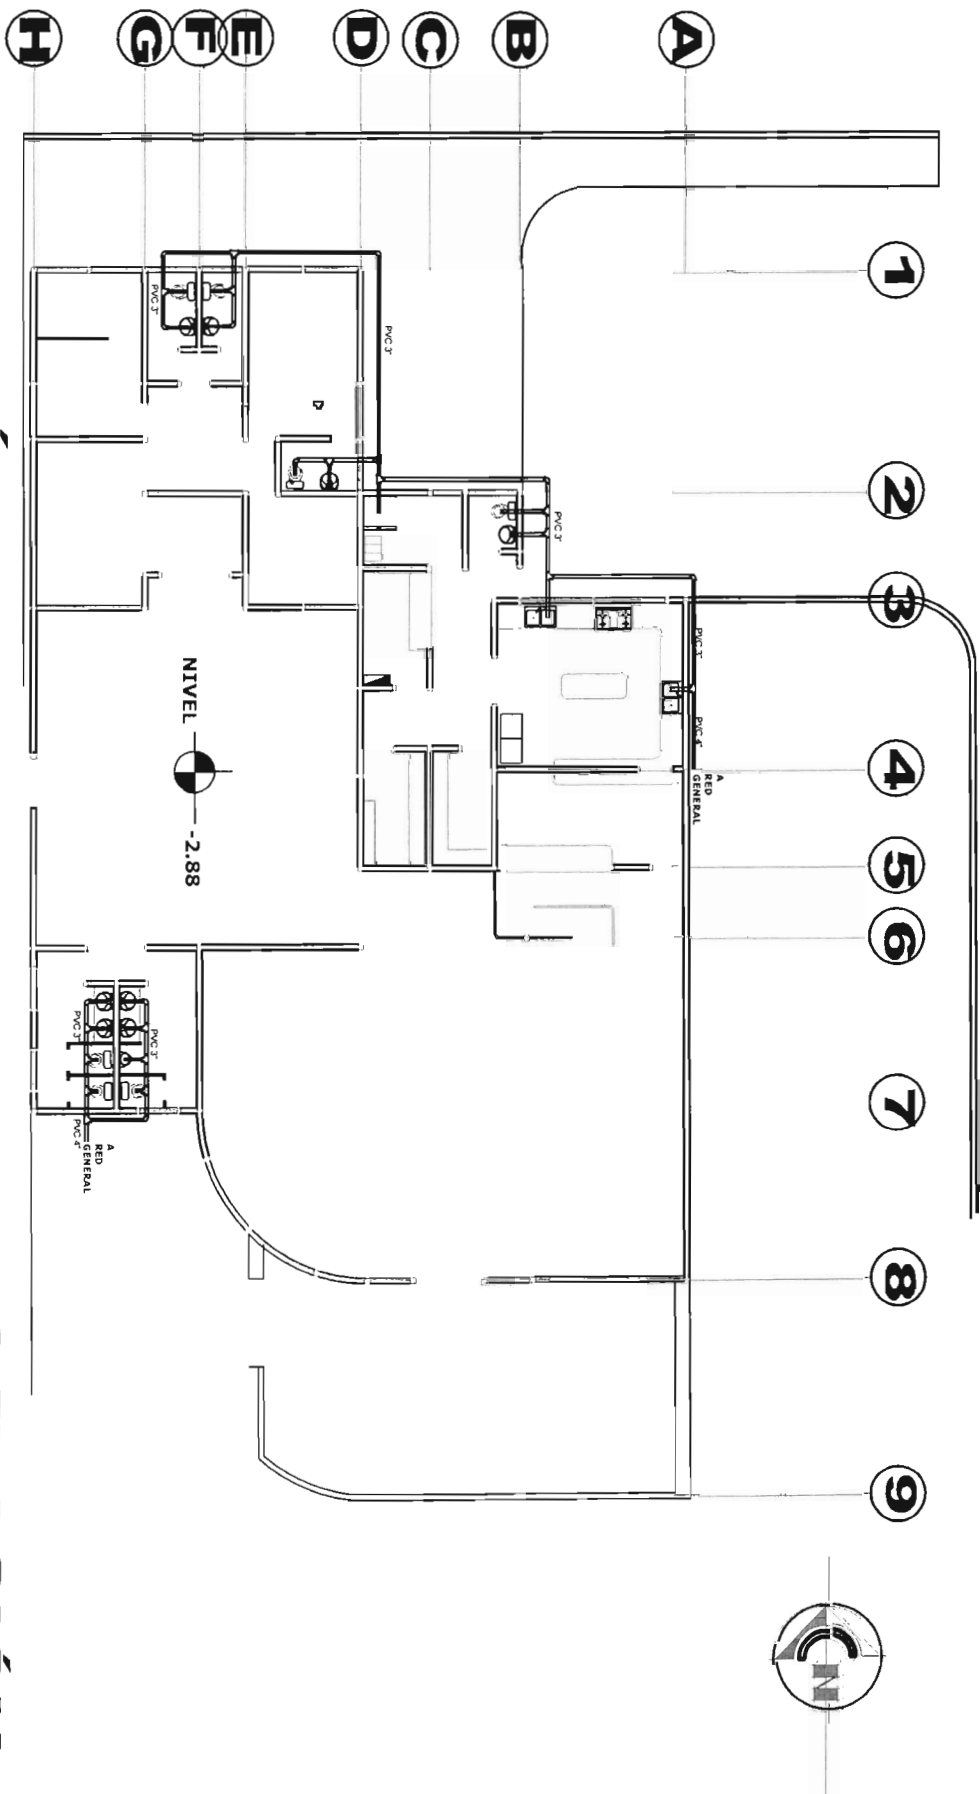 H
G
F
E
D
C
B
A
1
2
3
4
5
6
7
8
9
PVC 3"
PVC 3"
PVC 3"
PVC 3"
PVC 4"
A
RED
GENERAL
NIVEL
-2.88
PVC 3"
PVC 3"
PVC 4"
A
RED
GENERAL
N